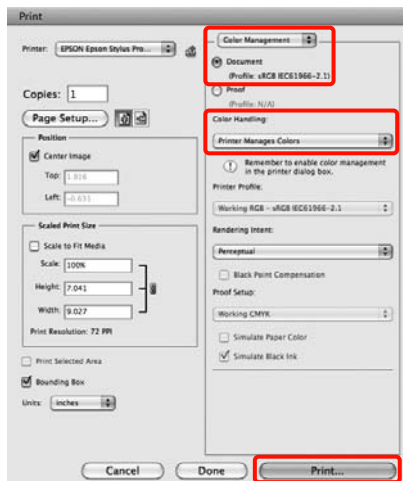 Print
Printer: EPSON Epson Stylus Pro...
Copies: 1
Page Setup...
Position
Center Image
Top: 1.816
Left: -0.633
Scaled Print Size
Scale to Fit Media
Scale: 100%
Height: 7.041
Width: 9.027
Print Resolution: 72 PPI
Print Selected Area
Bounding Box
Units: inches
Color Management
Document
(Profile: sRGB IEC61966-2.1)
Proof
(Profile: N/A)
Color Handling:
Printer Manages Colors
Remember to enable color management
in the printer dialog box.
Printer Profile:
Working RGB - sRGB IEC61966-2.1
Rendering Intent:
Perceptual
Black Point Compensation
Proof Setup:
Working CMYK
Simulate Paper Color
Simulate Black Ink
Cancel
Done
Print...